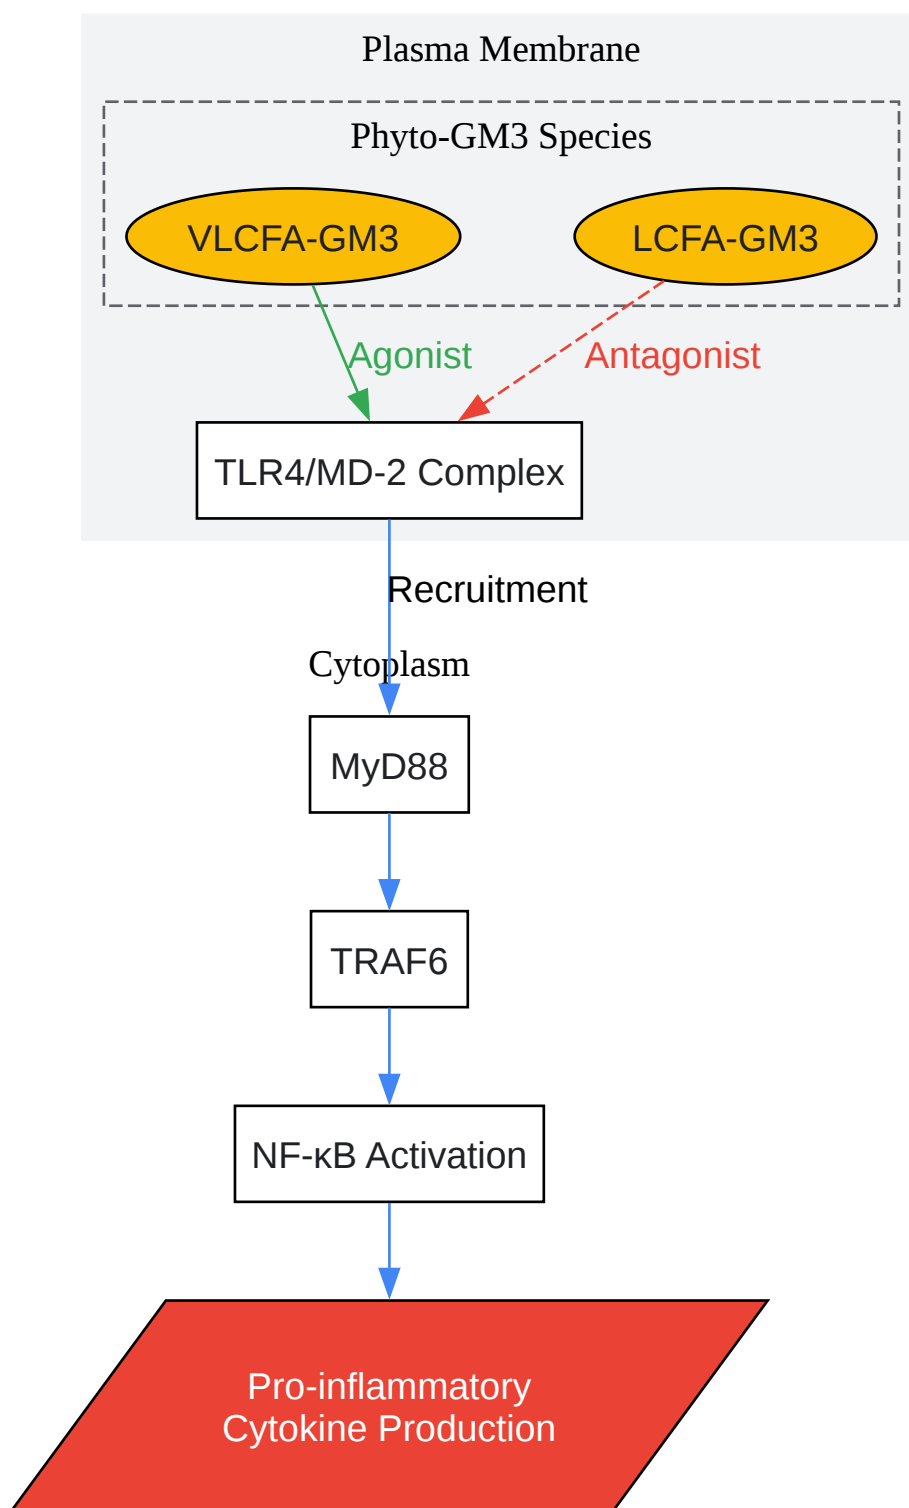 Plasma Membrane
Phyto-GM3 Species
VLCFA-GM3
LCFA-GM3
Agonist
Antagonist
TLR4/MD-2 Complex
Recruitment
Cytoplasm
MyD88
TRAF6
NF-κB Activation
Pro-inflammatory
Cytokine Production